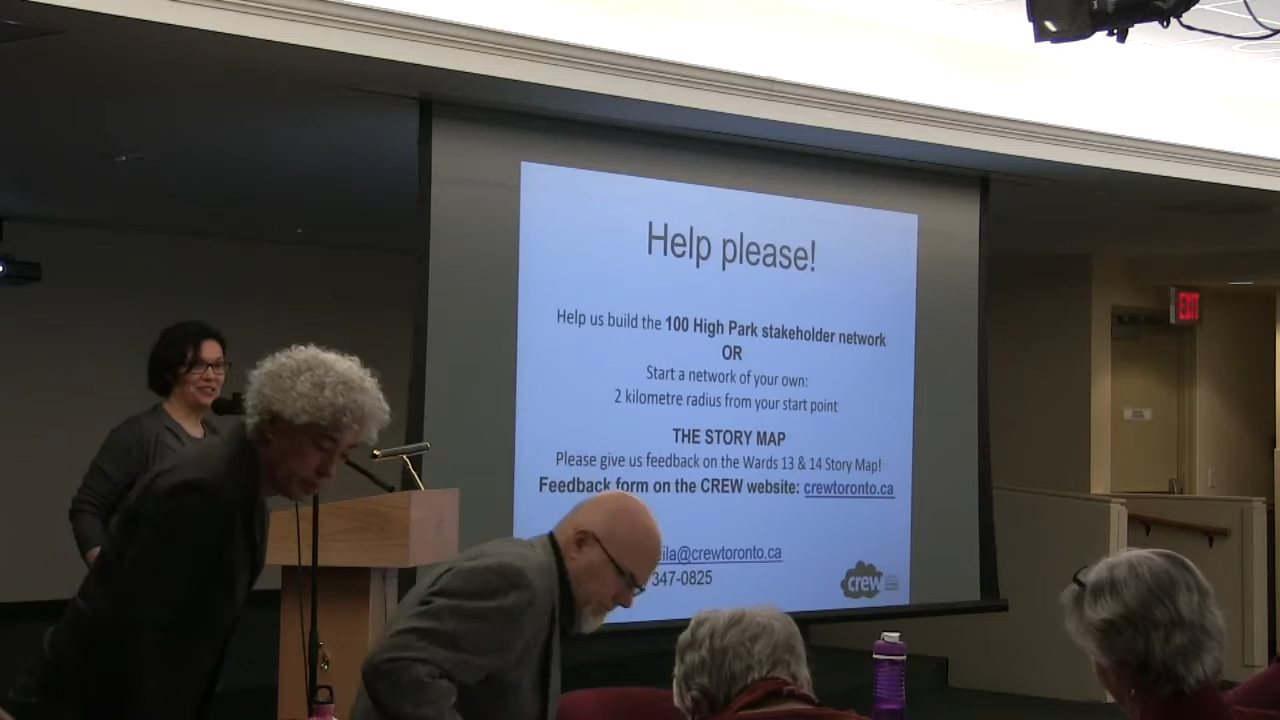 Help please!
Help us build the 100 High Park stakeholder network
OR
Start a network of your own:
2 kilometre radius from your start point
THE STORY MAP
Please give us feedback on the Wards 13 & 14 Story Map!
Feedback form on the CREW website: crewtoronto.ca
ila@crewtoronto.ca
347-0825
crew
EXIT